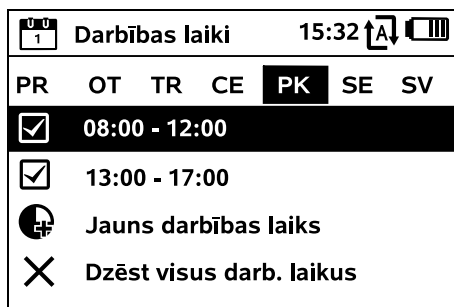 1 Darbības laiki 15:32 A
PR OT TR CE PK SE SV
08:00 - 12:00
13:00 - 17:00
Jauns darbības laiks
Dzēst visus darb. laikus